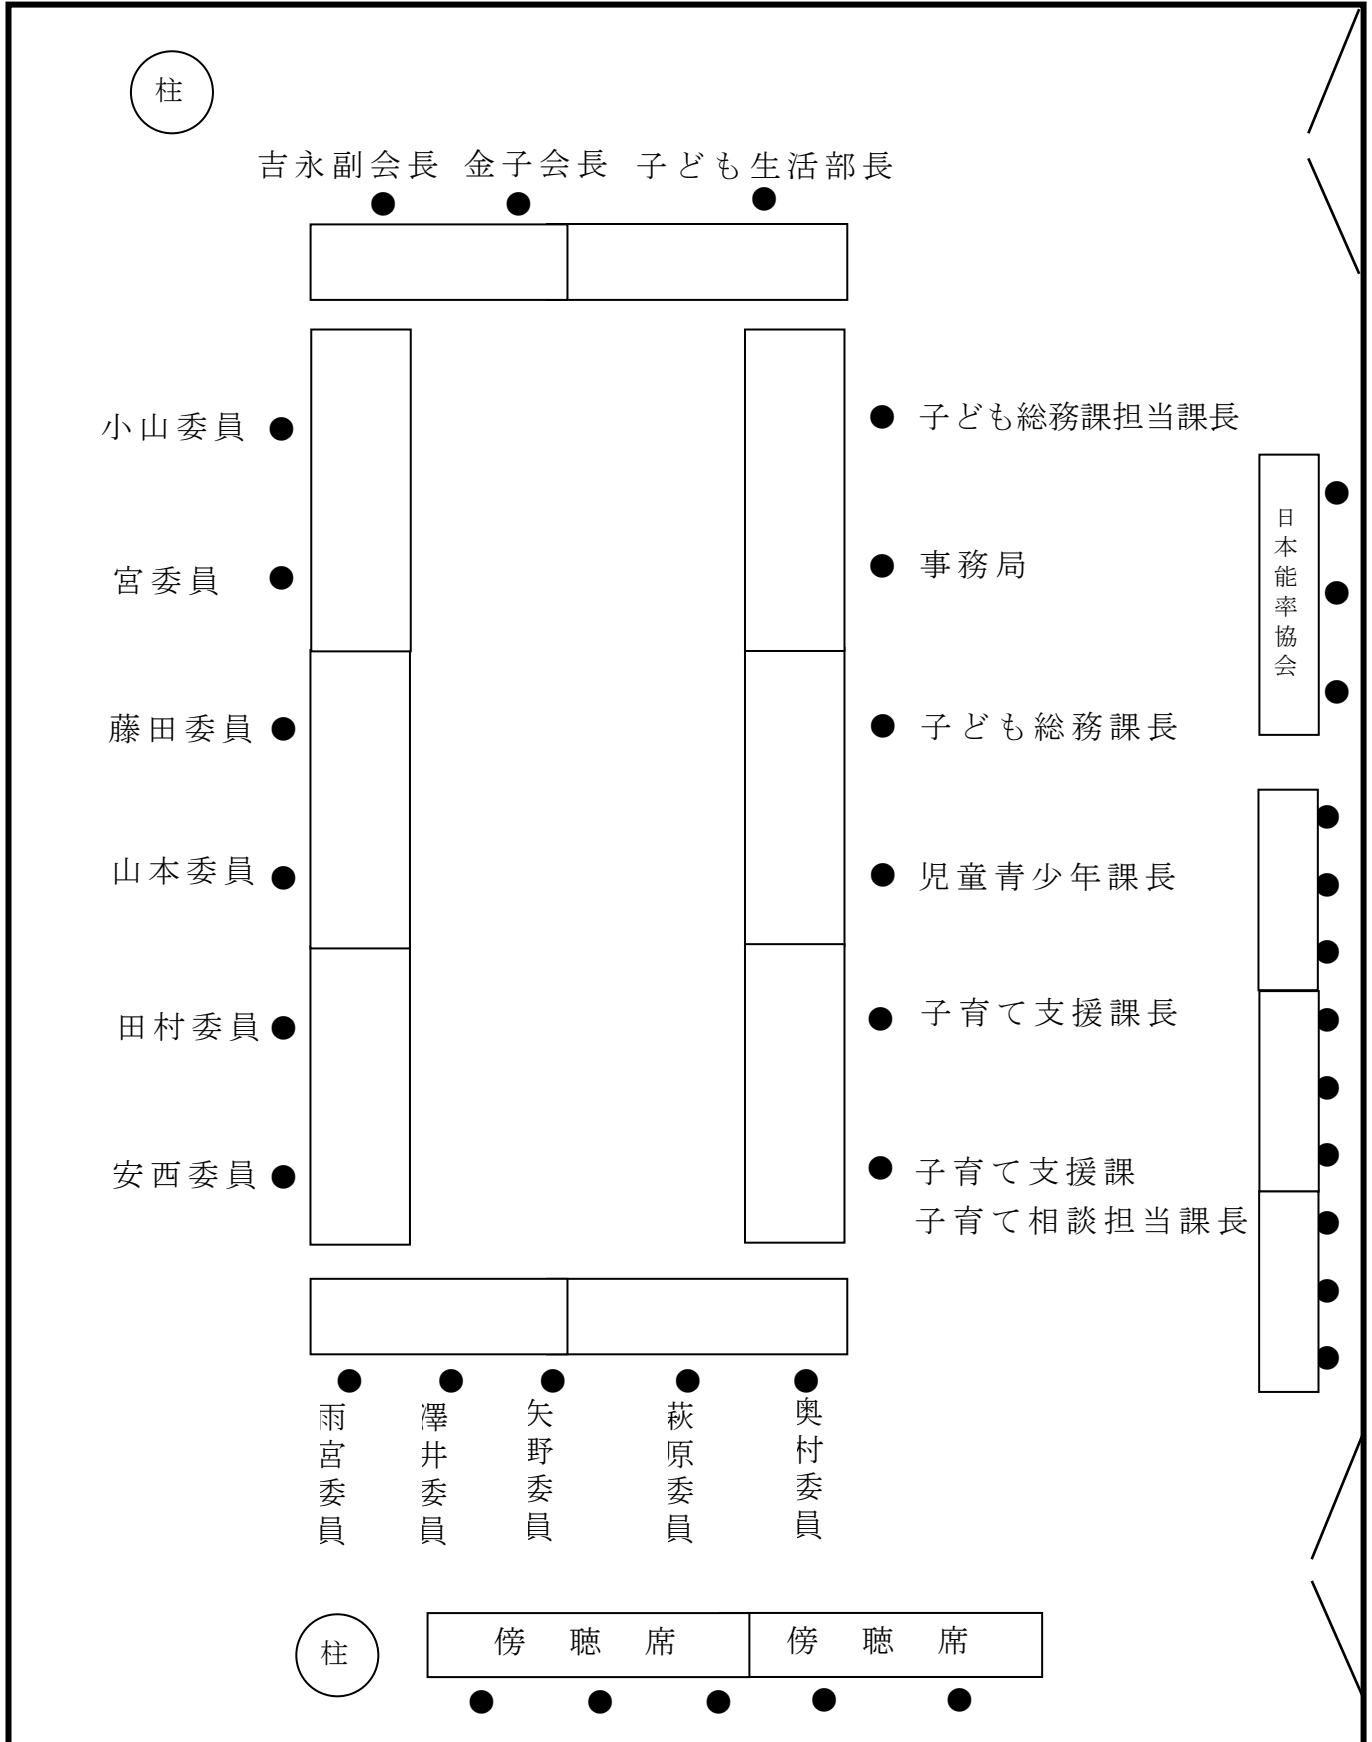 柱
吉永副会長 金子会長 子ども生活部長
小山委員
子ども総務課担当課長
宮委員
事務局
日本能率協会
藤田委員
子ども総務課長
山本委員
児童青少年課長
田村委員
子育て支援課長
安西委員
子育て支援課
子育て相談担当課長
雨宮委員
澤井委員
矢野委員
萩原委員
奥村委員
柱
傍聴席 傍聴席